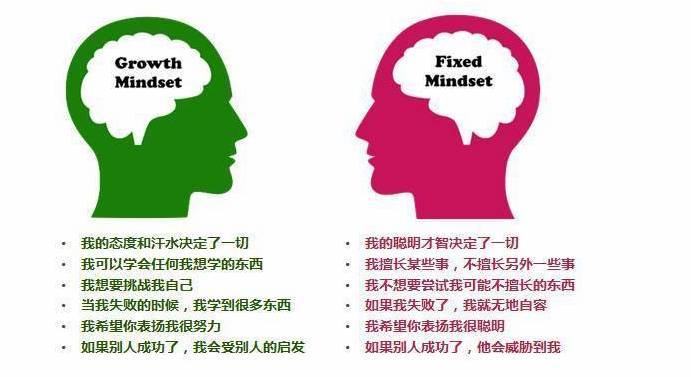 Growth
Mindset
Fixed
Mindset
• 我的态度和汗水决定了一切
• 我可以学会任何我想学的东西
• 我想要挑战我自己
• 当我失败的时候，我学到很多东西
• 我希望你表扬我很努力
• 如果别人成功了，我会受别人的启发
• 我的聪明才智决定了一切
• 我擅长某些事，不擅长另外一些事
• 我不想要尝试我可能不擅长的东西
• 如果我失败了，我就无地自容
• 我希望你表扬我很聪明
• 如果别人成功了，他会威胁到我